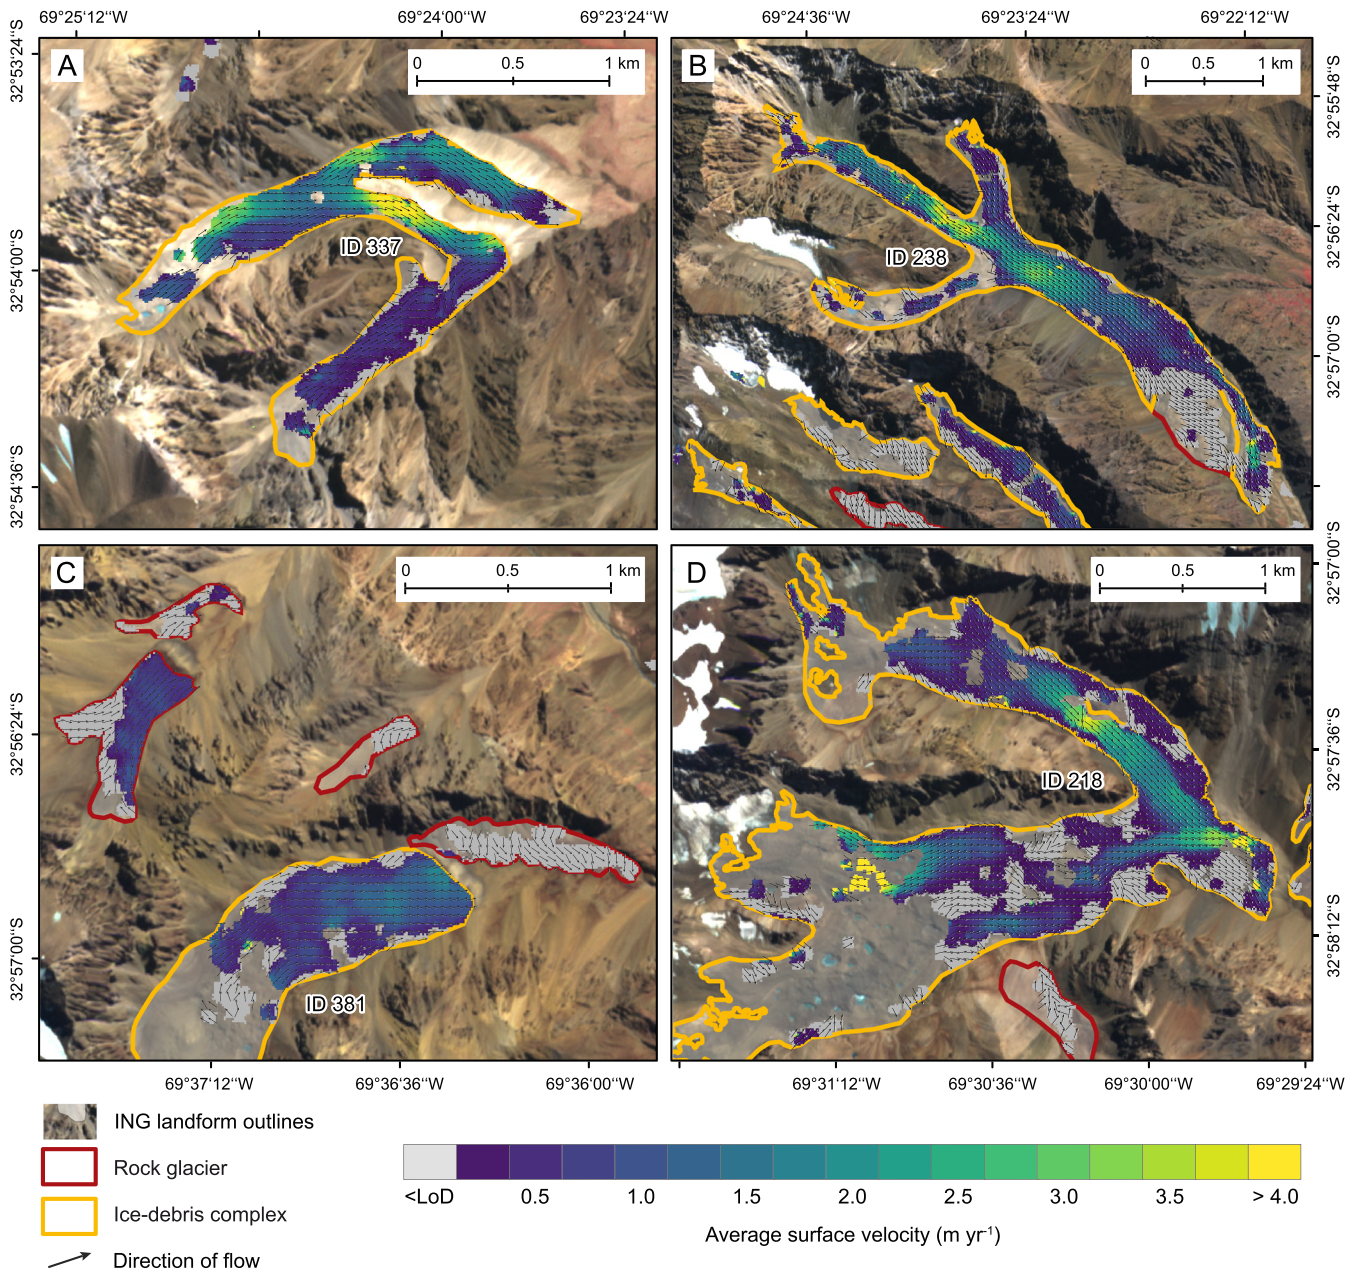 69°25'12"W 69°24'00"W 69°23'24"W 69°24'36"W 69°23'24"W 69°22'12"W
32°53'24"S
32°54'00"S
32°54'36"S
A
0 0.5 1 km
ID 337
B
0 0.5 1 km
ID 238
32°55'48"S
32°56'24"S
32°57'00"S
32°56'24"S
32°57'00"S
C
0 0.5 1 km
ID 381
D
0 0.5 1 km
ID 218
32°57'00"S
32°57'36"S
32°58'12"S
69°37'12"W 69°36'36"W 69°36'00"W 69°31'12"W 69°30'36"W 69°30'00"W 69°29'24"W
ING landform outlines
Rock glacier
Ice-debris complex
Direction of flow
<LoD 0.5 1.0 1.5 2.0 2.5 3.0 3.5 > 4.0
Average surface velocity (m yr⁻¹)